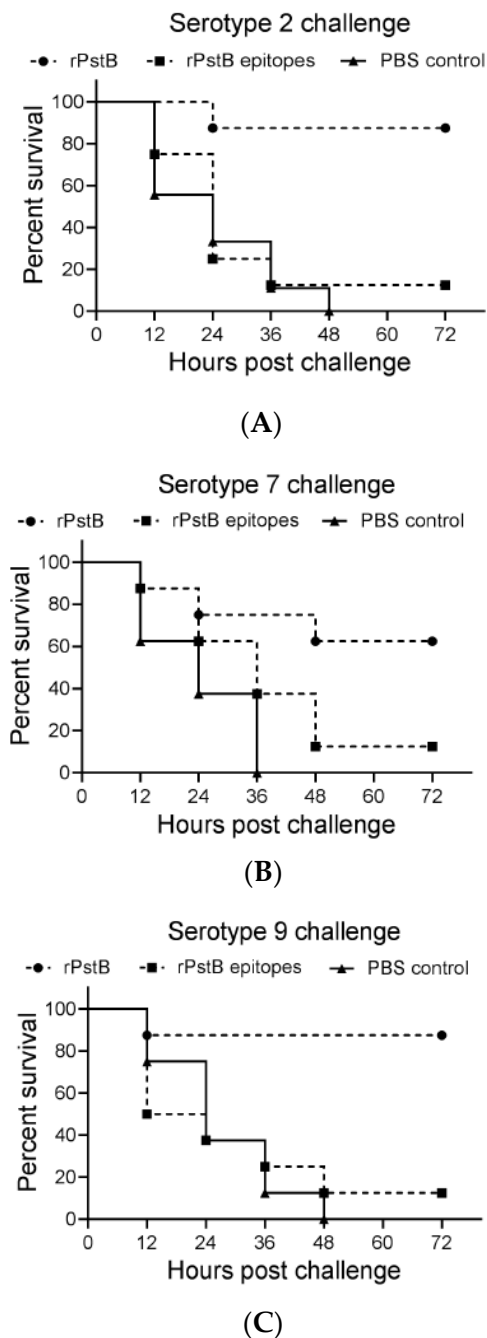 Serotype 2 challenge
rPstB rPstB epitopes PBS control
Percent survival
100
80
60
40
20
0
0 12 24 36 48 60 72
Hours post challenge
(A)
Serotype 7 challenge
rPstB rPstB epitopes PBS control
Percent survival
100
80
60
40
20
0
0 12 24 36 48 60 72
Hours post challenge
(B)
Serotype 9 challenge
rPstB rPstB epitopes PBS control
Percent survival
100
80
60
40
20
0
0 12 24 36 48 60 72
Hours post challenge
(C)